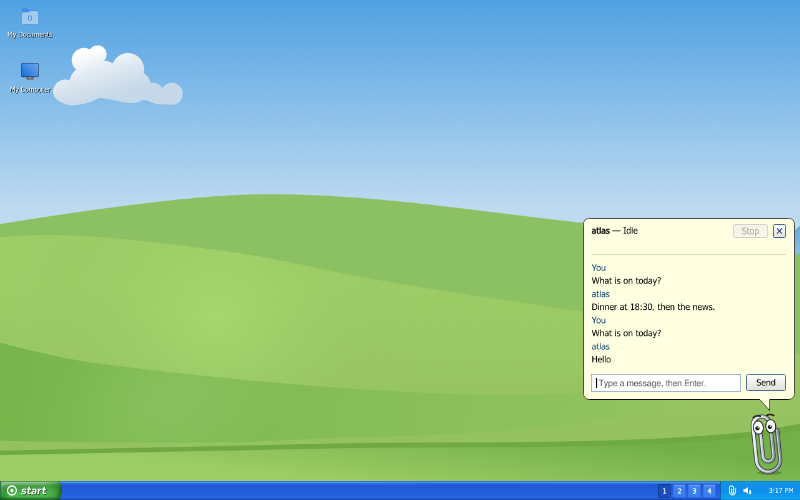 My Documents
My Computer
atlas — Idle
Stop
You
What is on today?
atlas
Dinner at 18:30, then the news.
You
What is on today?
atlas
Hello
Type a message, then Enter.
Send
start
1 2 3 4
3:17 PM